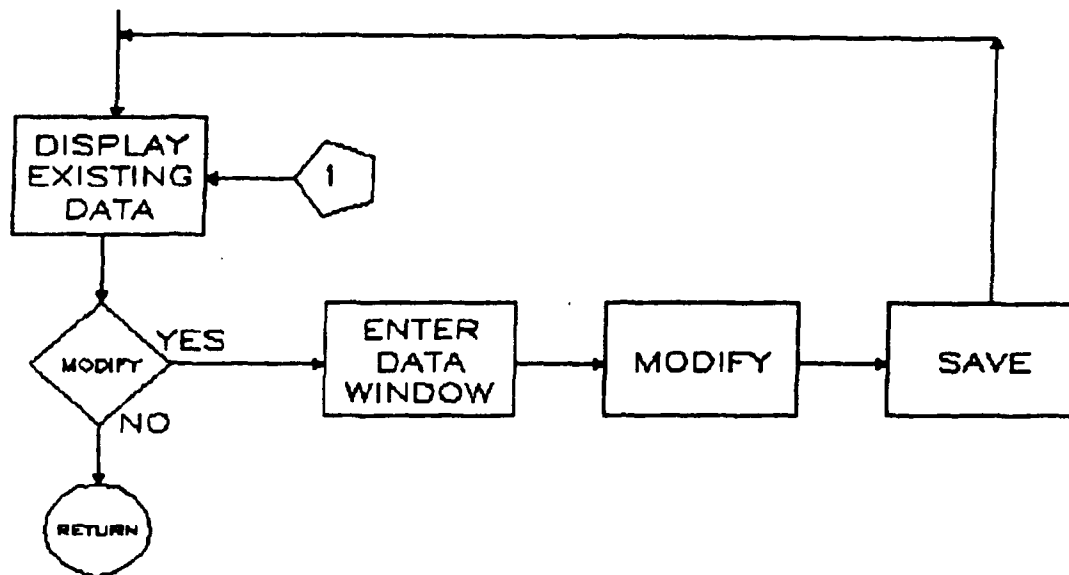 DISPLAY
EXISTING
DATA
1
MODIFY
YES
NO
ENTER
DATA
WINDOW
MODIFY
SAVE
RETURN